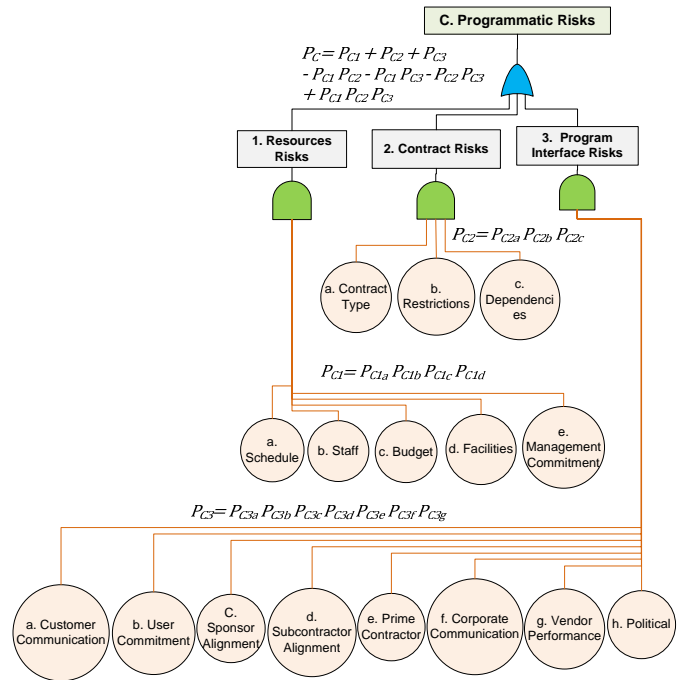 C. Programmatic Risks
P_C = P_C1 + P_C2 + P_C3
- P_C1 P_C2 - P_C1 P_C3 - P_C2 P_C3
+ P_C1 P_C2 P_C3
1. Resources
Risks
2. Contract Risks
3. Program
Interface Risks
P_C2 = P_C2a P_C2b P_C2c
a. Contract
Type
b.
Restrictions
c.
Dependenci
es
P_C1 = P_C1a P_C1b P_C1c P_C1d
a.
Schedule
b. Staff
c. Budget
d. Facilities
e.
Management
Commitment
P_C3 = P_C3a P_C3b P_C3c P_C3d P_C3e P_C3f P_C3g
a. Customer
Communication
b. User
Commitment
C.
Sponsor
Alignment
d.
Subcontractor
Alignment
e. Prime
Contractor
f. Corporate
Communication
g. Vendor
Performance
h. Political